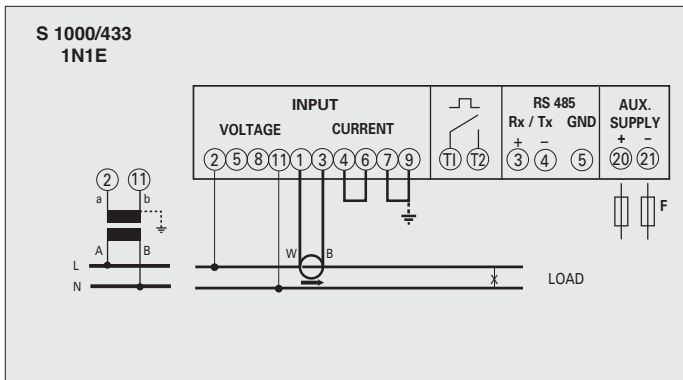 S 1000/433
1N1E
INPUT
VOLTAGE CURRENT
2 5 8 11 1 3 4 6 7 9
T1 T2
RS 485
Rx / Tx GND
+ −
3 4 5
AUX.
SUPPLY
+ −
20 21
F
2 11
a b
A B
L
N
W B
X
LOAD